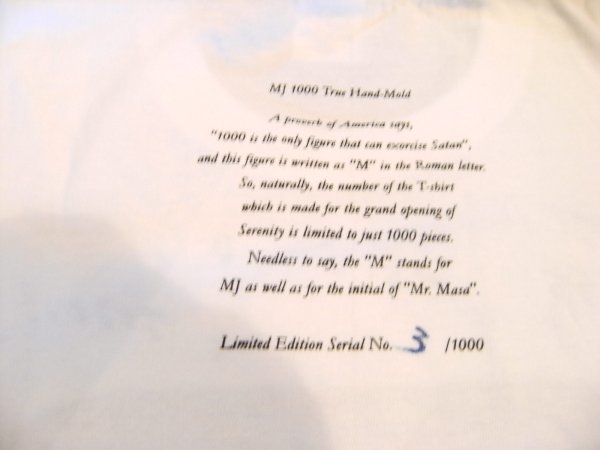 MJ 1000 True Hand-Mold
A proverb of America says,
"1000 is the only figure that can exorcise Satan",
and this figure is written as "M" in the Roman letter.
So, naturally, the number of the T-shirt
which is made for the grand opening of
Serenity is limited to just 1000 pieces.
Needless to say, the "M" stands for
MJ as well as for the initial of "Mr. Masa".
Limited Edition Serial No. 3 /1000